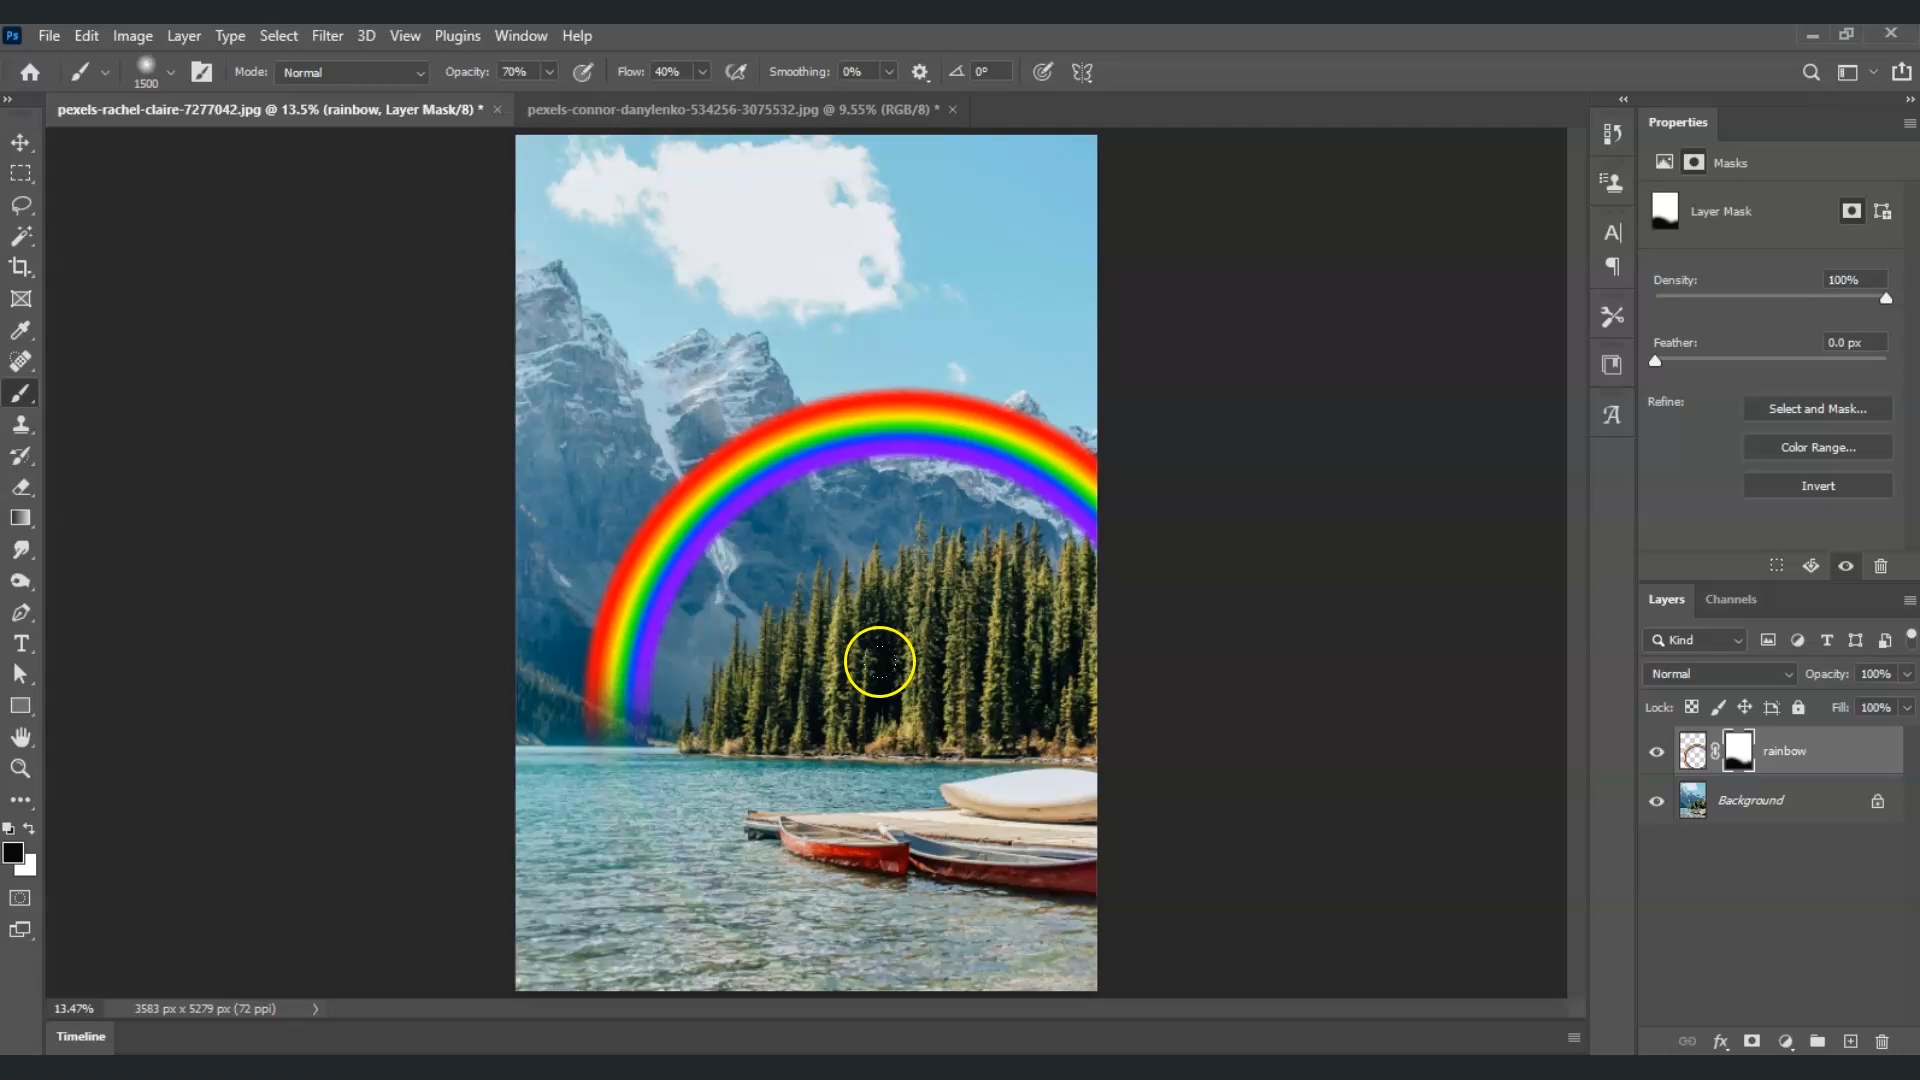 Ps File Edit Image Layer Type Select Filter 3D View Plugins Window Help
1500 Mode: Normal Opacity: 70% Flow: 40% Smoothing: 0% 0°
pexels-rachel-claire-7277042.jpg @ 13.5% (rainbow, Layer Mask/8) * × pexels-connor-danylenko-534256-3075532.jpg @ 9.55% (RGB/8) * ×
Properties
Masks
Layer Mask
Density: 100%
Feather: 0.0 px
Refine: Select and Mask...
Color Range...
Invert
Layers Channels
Kind
Normal Opacity: 100%
Lock: Fill: 100%
rainbow
Background
13.47% 3583 px x 5279 px (72 ppi)
Timeline